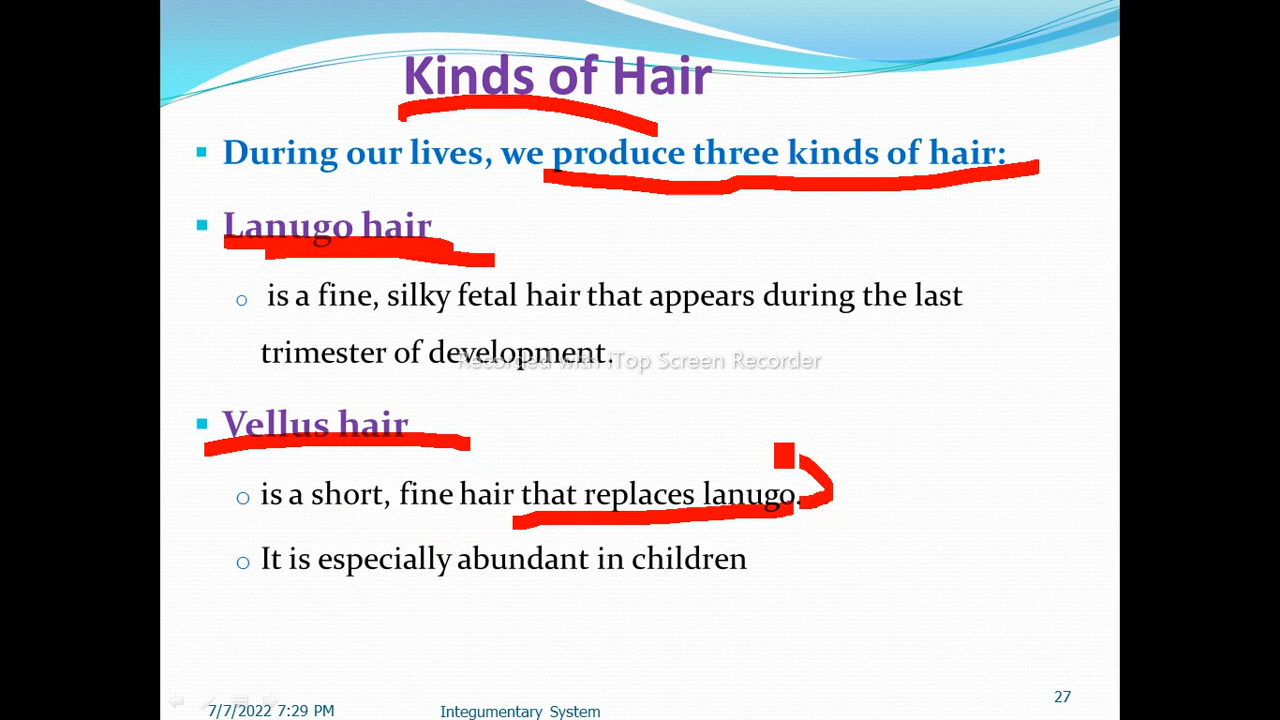 Kinds of Hair
During our lives, we produce three kinds of hair:
Lanugo hair
is a fine, silky fetal hair that appears during the last
trimester of development.
Recorded with iTop Screen Recorder
Vellus hair
is a short, fine hair that replaces lanugo.
It is especially abundant in children
7/7/2022 7:29 PM
Integumentary System
27